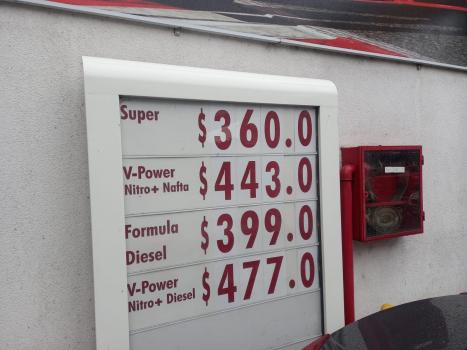 Super $360.0
V-Power
Nitro+ Nafta $443.0
Formula
Diesel $399.0
V-Power
Nitro+ Diesel $477.0